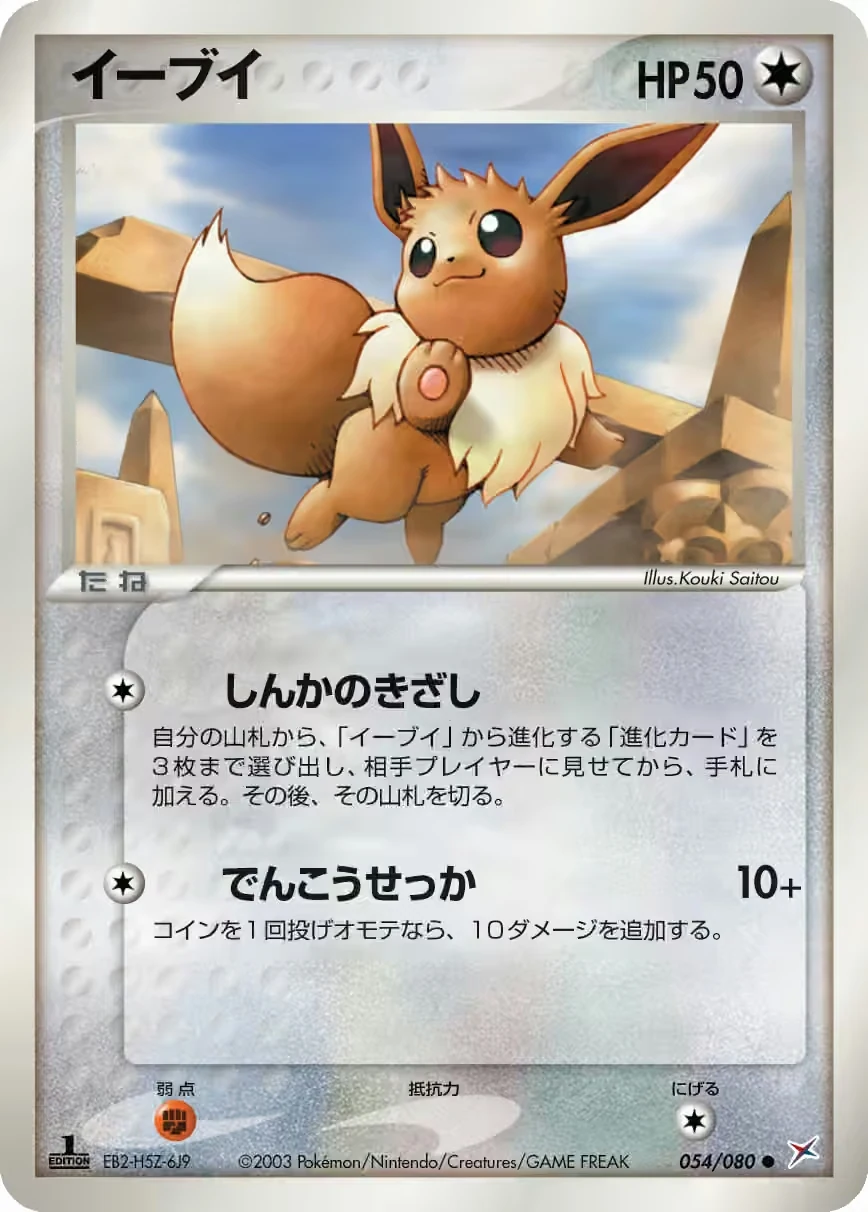 イーブイ
HP50
たね
Illus.Kouki Saitou
しんかのきざし
自分の山札から、「イーブイ」から進化する「進化カード」を
3枚まで選び出し、相手プレイヤーに見せてから、手札に
加える。その後、その山札を切る。
でんこうせっか 10+
コインを1回投げオモテなら、10ダメージを追加する。
弱点 抵抗力 にげる
1 EDITION EB2-H5Z-6J9 ©2003 Pokémon/Nintendo/Creatures/GAME FREAK 054/080 ●